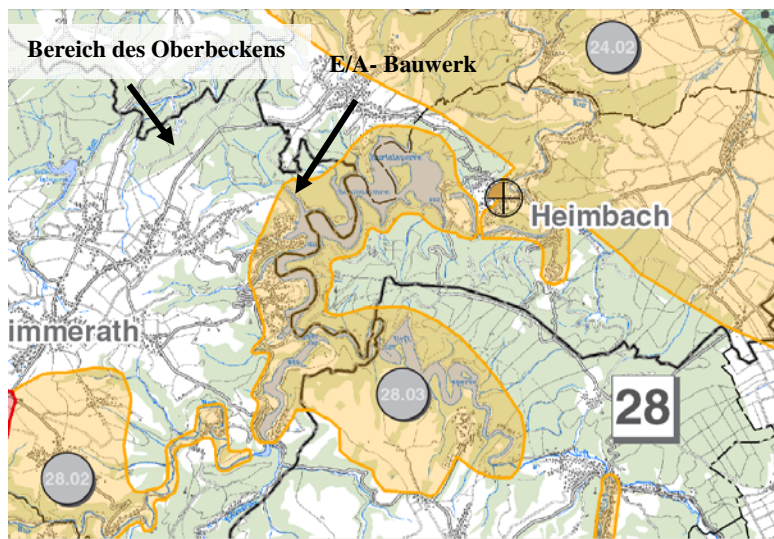 Bereich des Oberbeckens
E/A- Bauwerk
24.02
Heimbach
immerath
28.03
28
28.02